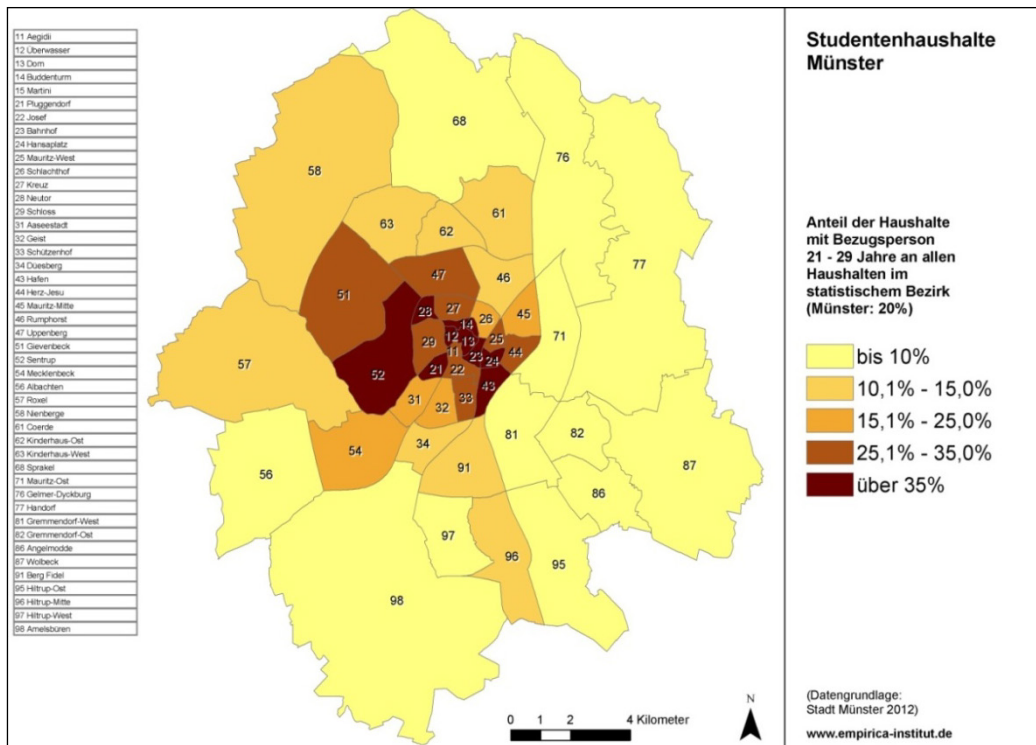 11 Aegidii
12 Überwasser
13 Dom
14 Buddenturm
15 Martini
21 Pluggendorf
22 Josef
23 Bahnhof
24 Hansaplatz
25 Mauritz-West
26 Schlachthof
27 Kreuz
28 Neutor
29 Schloss
31 Aaseestadt
32 Geist
33 Schützenhof
34 Düesberg
43 Hafen
44 Herz-Jesu
45 Mauritz-Mitte
46 Rumphorst
47 Uppenberg
51 Gievenbeck
52 Sentrup
54 Mecklenbeck
56 Albachten
57 Roxel
58 Nienberge
61 Coerde
62 Kinderhaus-Ost
63 Kinderhaus-West
68 Sprakel
71 Mauritz-Ost
76 Gelmer-Dyckburg
77 Handorf
81 Gremmendorf-West
82 Gremmendorf-Ost
86 Angelmodde
87 Wolbeck
91 Berg Fidel
95 Hiltrup-Ost
96 Hiltrup-Mitte
97 Hiltrup-West
98 Amelsbüren
68
76
58
61
63
62
77
47
46
51
28
27
26
45
14
12
13
25
71
29
11
23
44
57
52
21
22
24
43
31
32
33
54
34
81
82
56
91
87
86
97
96
95
98
N
0 1 2 4 Kilometer
Studentenhaushalte
Münster
Anteil der Haushalte
mit Bezugsperson
21 - 29 Jahre an allen
Haushalten im
statistischem Bezirk
(Münster: 20%)
bis 10%
10,1% - 15,0%
15,1% - 25,0%
25,1% - 35,0%
über 35%
(Datengrundlage:
Stadt Münster 2012)
www.empirica-institut.de